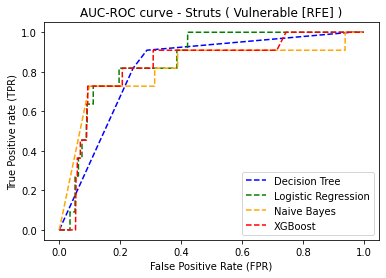 AUC-ROC curve - Struts ( Vulnerable [RFE] )
True Positive rate (TPR)
1.0
0.8
0.6
0.4
0.2
0.0
Decision Tree
Logistic Regression
Naive Bayes
XGBoost
0.0 0.2 0.4 0.6 0.8 1.0
False Positive Rate (FPR)